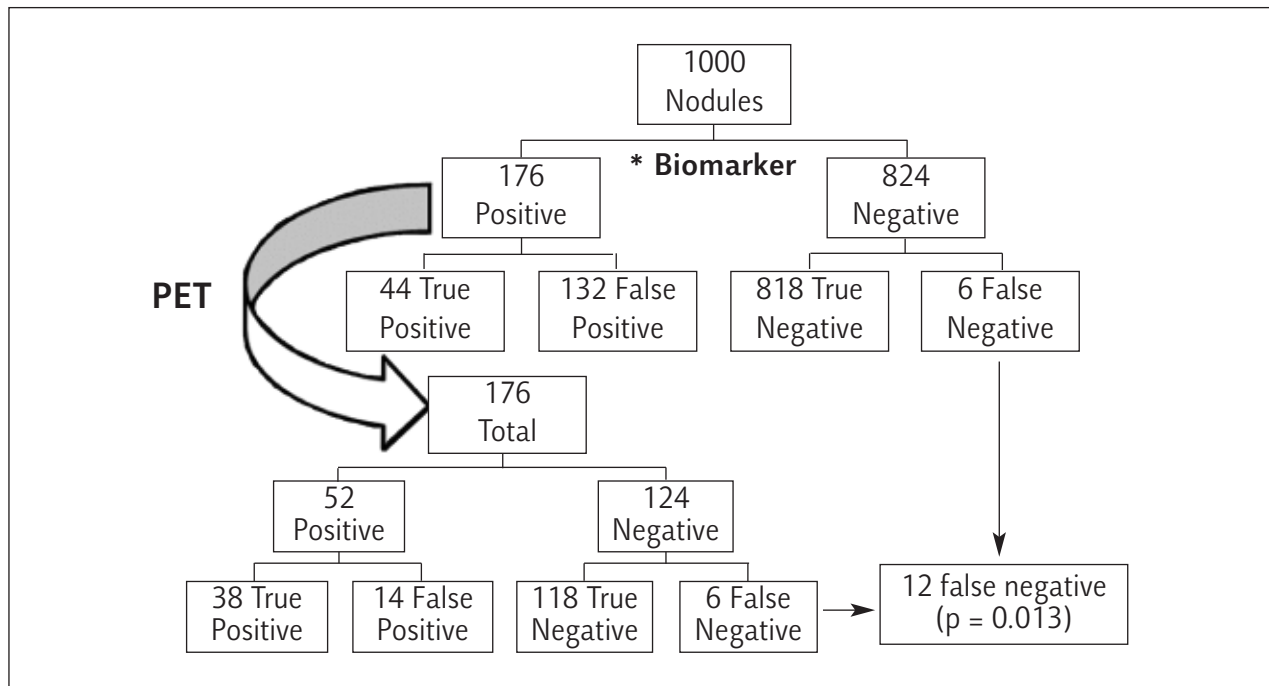 1000
Nodules
* Biomarker
176
Positive
824
Negative
PET
44 True
Positive
132 False
Positive
818 True
Negative
6 False
Negative
176
Total
52
Positive
124
Negative
38 True
Positive
14 False
Positive
118 True
Negative
6 False
Negative
12 false negative
(p = 0.013)